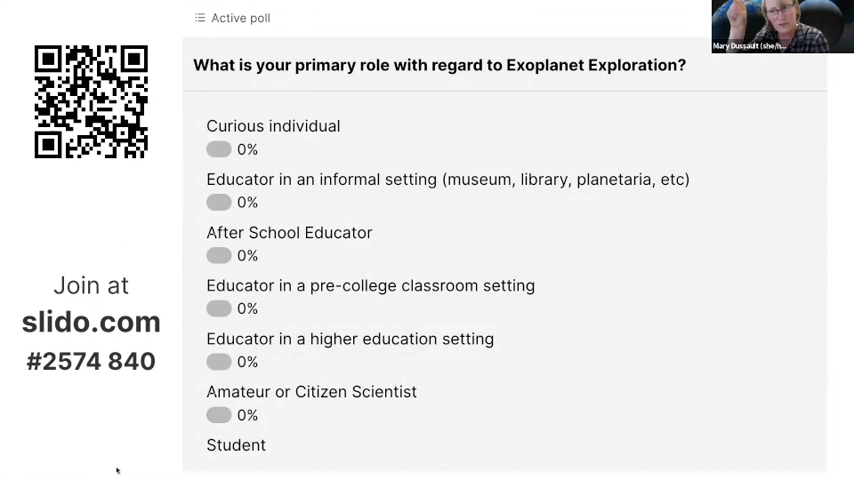 Active poll
Mary Dussault (she/h...
What is your primary role with regard to Exoplanet Exploration?
Curious individual
0%
Educator in an informal setting (museum, library, planetaria, etc)
0%
After School Educator
0%
Educator in a pre-college classroom setting
0%
Educator in a higher education setting
0%
Amateur or Citizen Scientist
0%
Student
Join at
slido.com
#2574 840